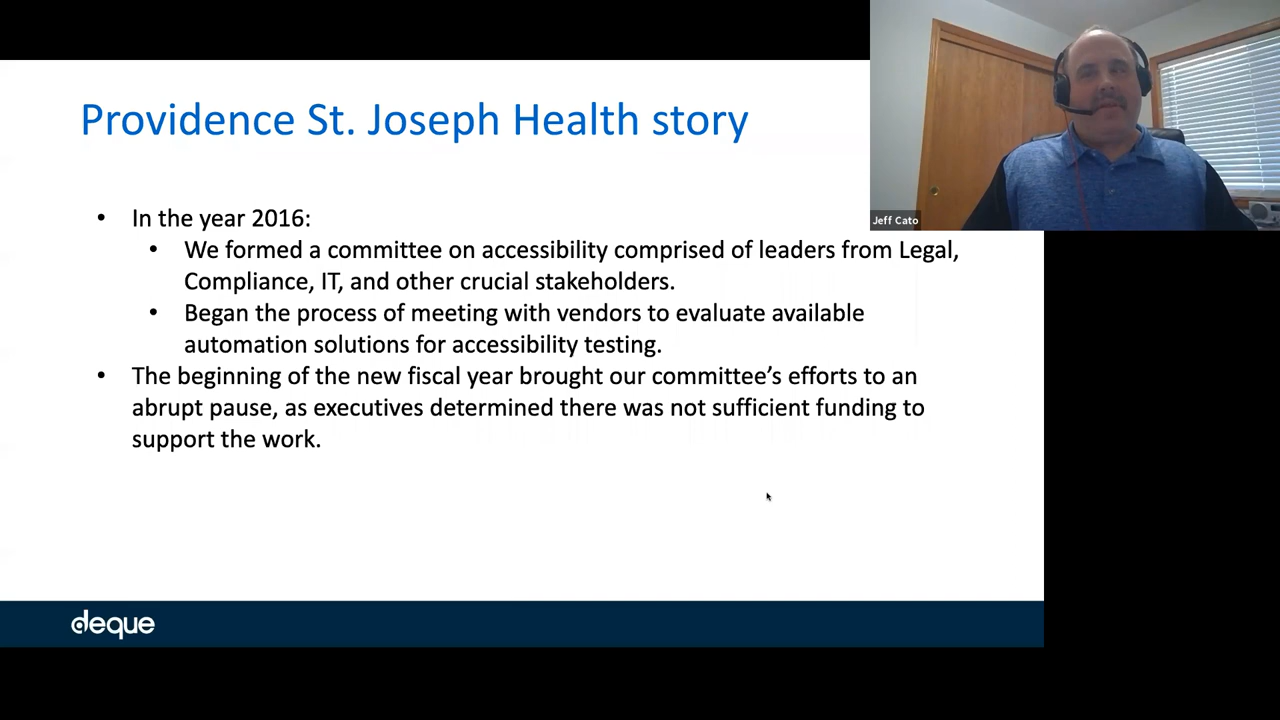 Providence St. Joseph Health story
Jeff Cato
• In the year 2016:
• We formed a committee on accessibility comprised of leaders from Legal,
Compliance, IT, and other crucial stakeholders.
• Began the process of meeting with vendors to evaluate available
automation solutions for accessibility testing.
• The beginning of the new fiscal year brought our committee’s efforts to an
abrupt pause, as executives determined there was not sufficient funding to
support the work.
deque